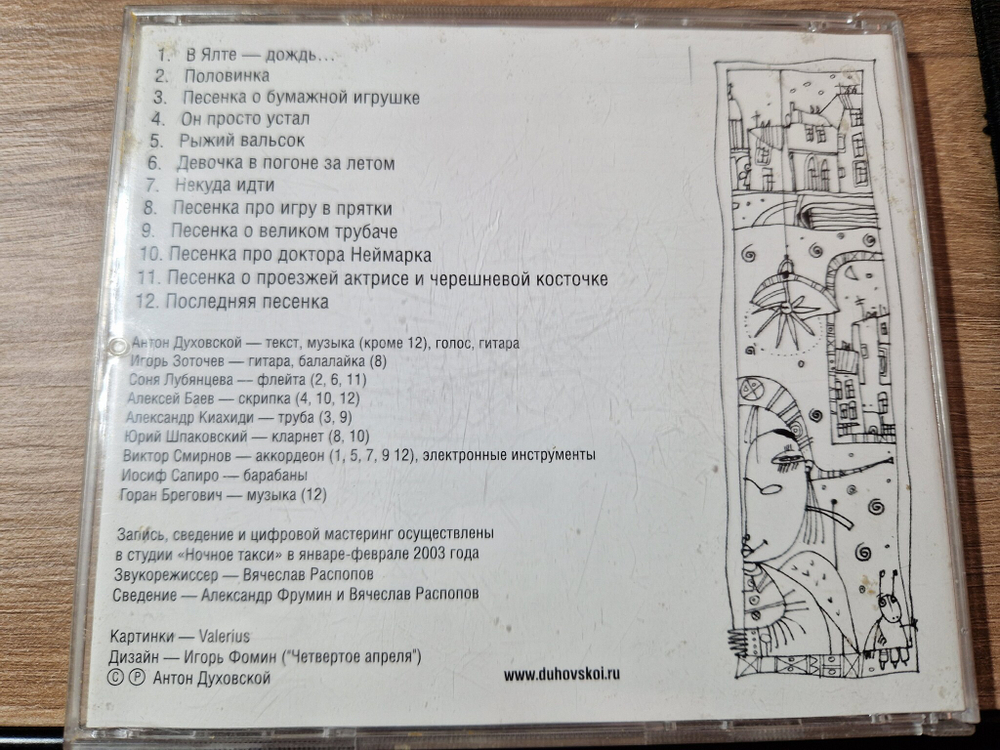 1. В Ялте — дождь...
2. Половинка
3. Песенка о бумажной игрушке
4. Он просто устал
5. Рыжий вальсок
6. Девочка в погоне за летом
7. Некуда идти
8. Песенка про игру в прятки
9. Песенка о великом трубаче
10. Песенка про доктора Неймарка
11. Песенка о проезжей актрисе и черешневой косточке
12. Последняя песенка
Антон Духовской — текст, музыка (кроме 12), голос, гитара
Игорь Зоточев — гитара, балалайка (8)
Соня Лубянцева — флейта (2, 6, 11)
Алексей Баев — скрипка (4, 10, 12)
Александр Киахиди — труба (3, 9)
Юрий Шпаковский — кларнет (8, 10)
Виктор Смирнов — аккордеон (1, 5, 7, 9 12), электронные инструменты
Иосиф Сапиро — барабаны
Горан Брегович — музыка (12)
Запись, сведение и цифровой мастеринг осуществлены
в студии «Ночное такси» в январе-феврале 2003 года
Звукорежиссер — Вячеслав Распопов
Сведение — Александр Фрумин и Вячеслав Распопов
Картинки — Valerius
Дизайн — Игорь Фомин ("Четвертое апреля")
© ℗ Антон Духовской
www.duhovskoi.ru